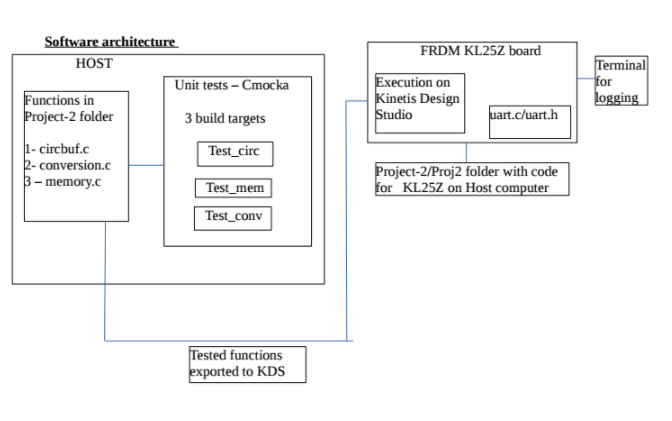 Software architecture
HOST
Functions in
Project-2 folder
1- circbuf.c
2- conversion.c
3 – memory.c
Unit tests – Cmocka
3 build targets
Test_circ
Test_mem
Test_conv
FRDM KL25Z board
Execution on
Kinetis Design
Studio
uart.c/uart.h
Terminal
for
logging
Project-2/Proj2 folder with code
for KL25Z on Host computer
Tested functions
exported to KDS